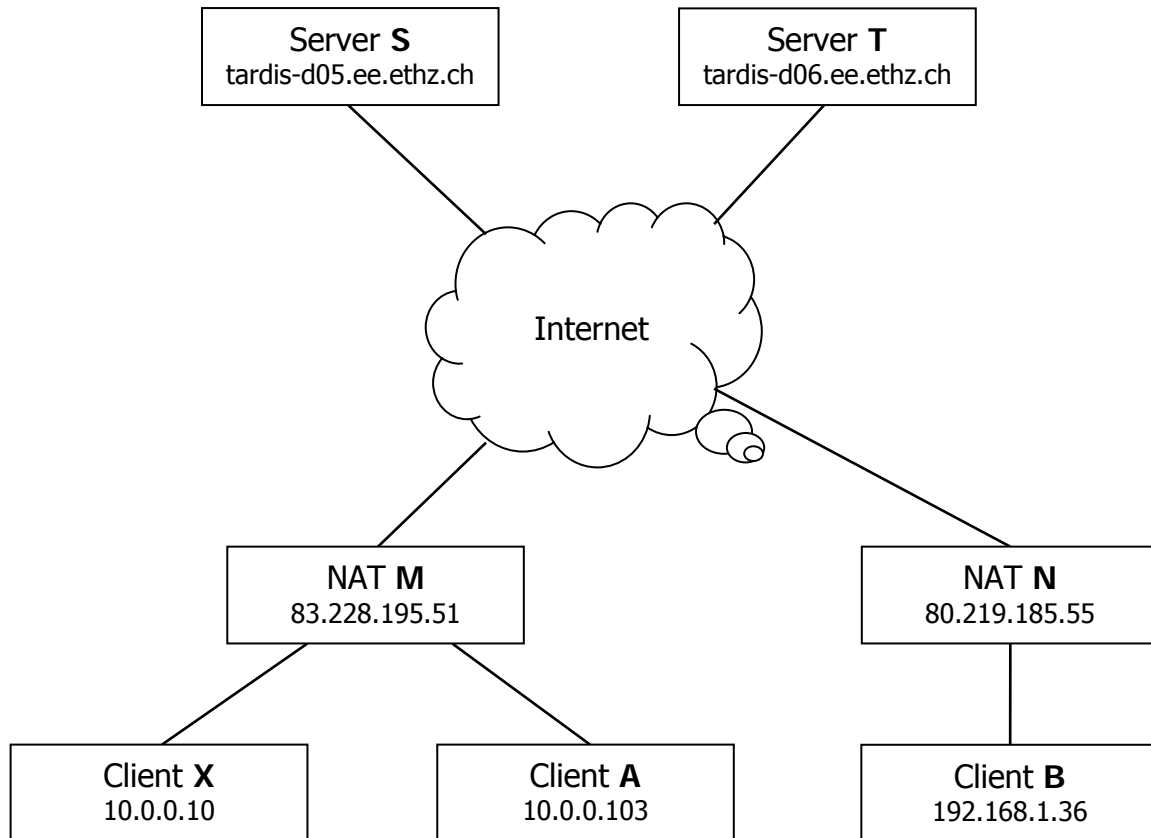 Server S
tardis-d05.ee.ethz.ch
Server T
tardis-d06.ee.ethz.ch
Internet
NAT M
83.228.195.51
NAT N
80.219.185.55
Client X
10.0.0.10
Client A
10.0.0.103
Client B
192.168.1.36